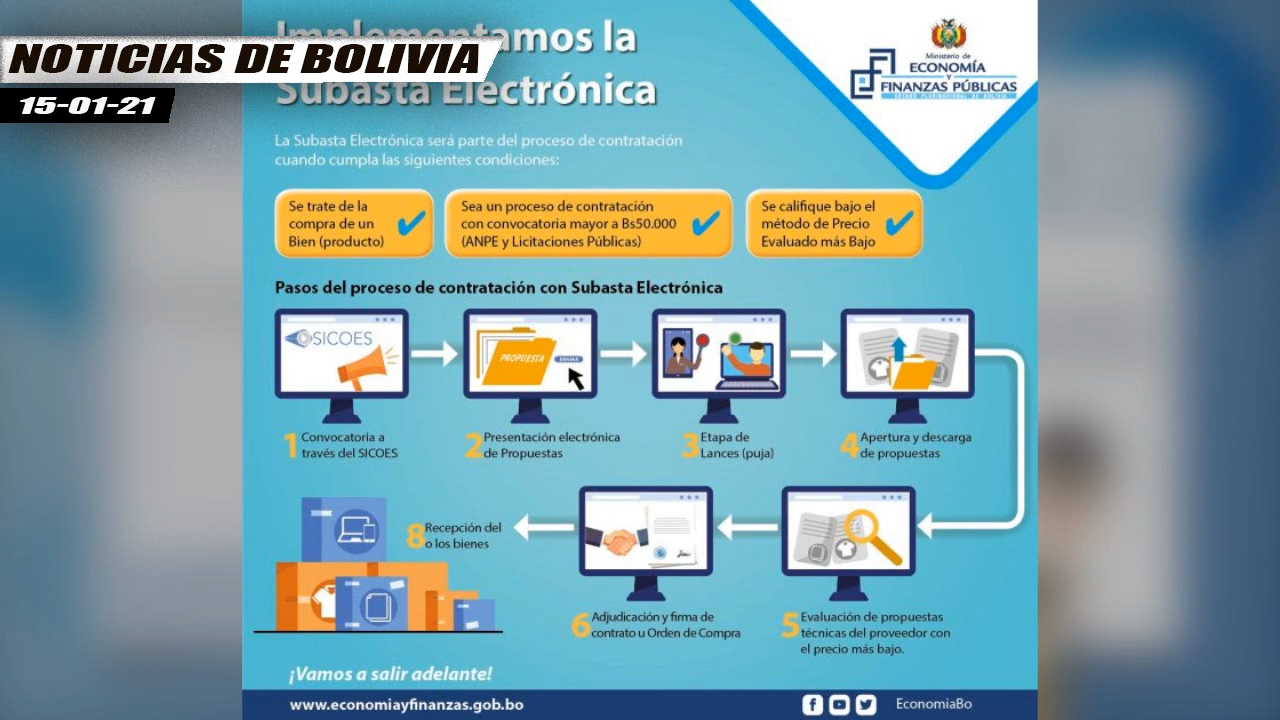 NOTICIAS DE BOLIVIA
15-01-21
Implementamos la
Subasta Electrónica
Ministerio de
ECONOMÍA
Y
FINANZAS PÚBLICAS
ESTADO PLURINACIONAL DE BOLIVIA
La Subasta Electrónica será parte del proceso de contratación
cuando cumpla las siguientes condiciones:
Se trate de la
compra de un
Bien (producto)
Sea un proceso de contratación
con convocatoria mayor a Bs50.000
(ANPE y Licitaciones Públicas)
Se califique bajo el
método de Precio
Evaluado más Bajo
Pasos del proceso de contratación con Subasta Electrónica
SICOES
PROPUESTA
ENVIAR
1 Convocatoria a
través del SICOES
2 Presentación electrónica
de Propuestas
3 Etapa de
Lances (puja)
4 Apertura y descarga
de propuestas
5 Evaluación de propuestas
técnicas del proveedor con
el precio más bajo.
6 Adjudicación y firma de
contrato u Orden de Compra
8 Recepción del
o los bienes
¡Vamos a salir adelante!
www.economiayfinanzas.gob.bo
EconomiaBo